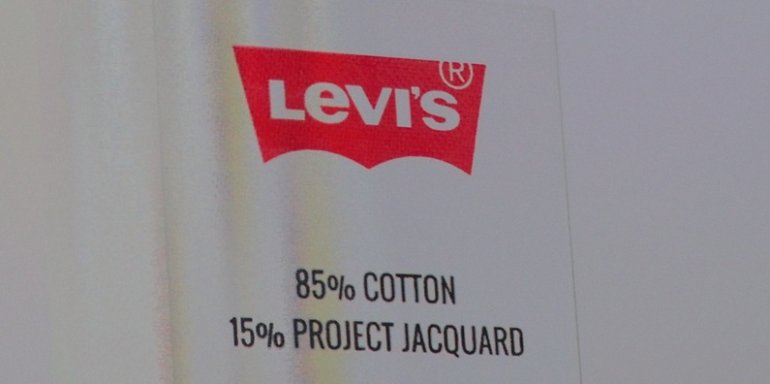 LEVI'S®
85% COTTON
15% PROJECT JACQUARD